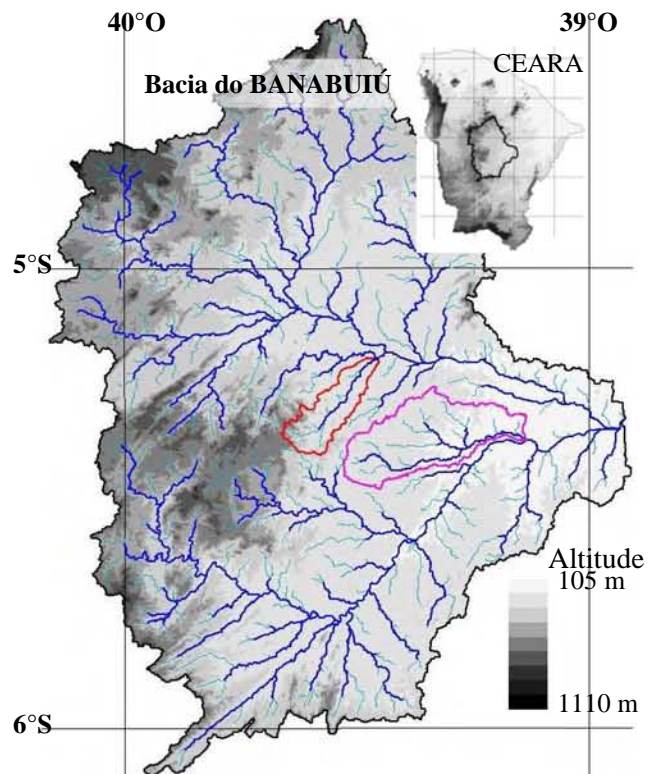 40°O
39°O
CEARA
Bacia do BANABUIÚ
5°S
Altitude
105 m
1110 m
6°S